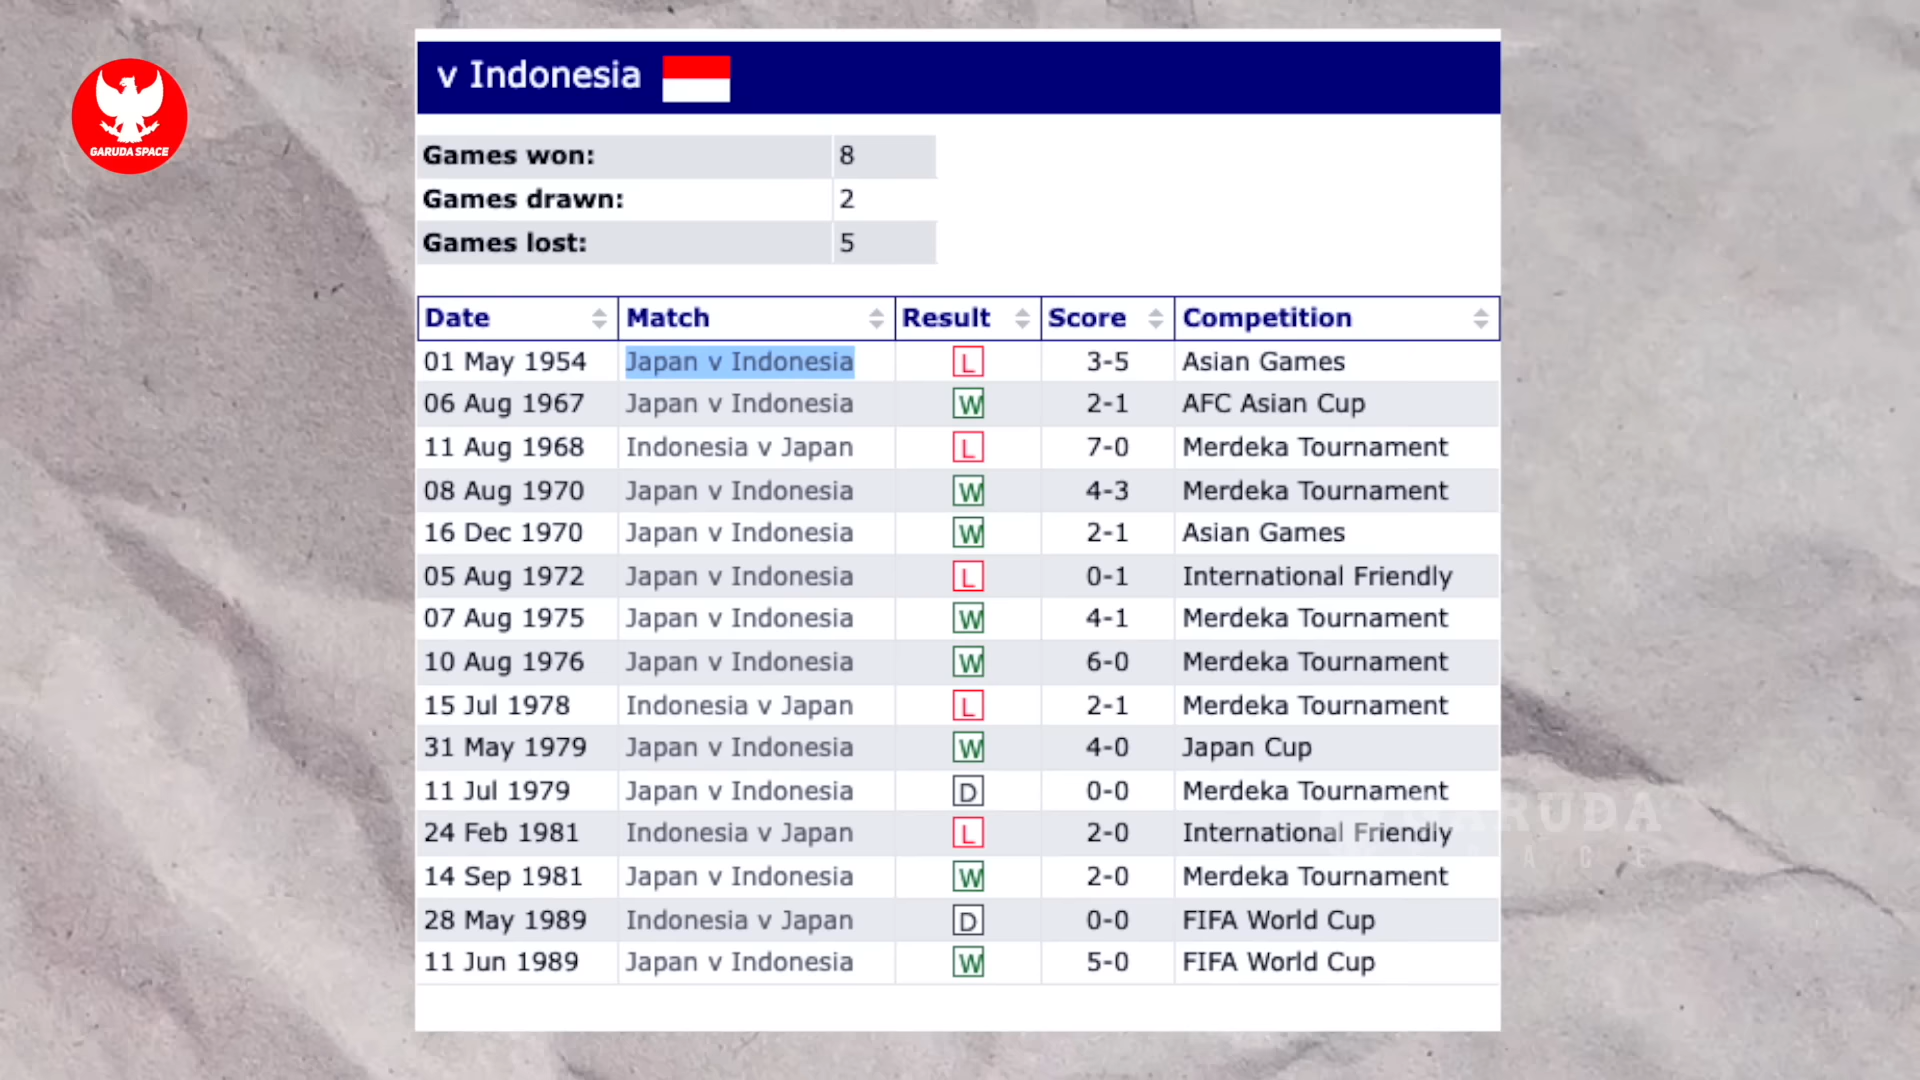 GARUDA SPACE
v Indonesia
Games won: 8
Games drawn: 2
Games lost: 5
Date Match Result Score Competition
01 May 1954 Japan v Indonesia L 3-5 Asian Games
06 Aug 1967 Japan v Indonesia W 2-1 AFC Asian Cup
11 Aug 1968 Indonesia v Japan L 7-0 Merdeka Tournament
08 Aug 1970 Japan v Indonesia W 4-3 Merdeka Tournament
16 Dec 1970 Japan v Indonesia W 2-1 Asian Games
05 Aug 1972 Japan v Indonesia L 0-1 International Friendly
07 Aug 1975 Japan v Indonesia W 4-1 Merdeka Tournament
10 Aug 1976 Japan v Indonesia W 6-0 Merdeka Tournament
15 Jul 1978 Indonesia v Japan L 2-1 Merdeka Tournament
31 May 1979 Japan v Indonesia W 4-0 Japan Cup
11 Jul 1979 Japan v Indonesia D 0-0 Merdeka Tournament
24 Feb 1981 Indonesia v Japan L 2-0 International Friendly
14 Sep 1981 Japan v Indonesia W 2-0 Merdeka Tournament
28 May 1989 Indonesia v Japan D 0-0 FIFA World Cup
11 Jun 1989 Japan v Indonesia W 5-0 FIFA World Cup